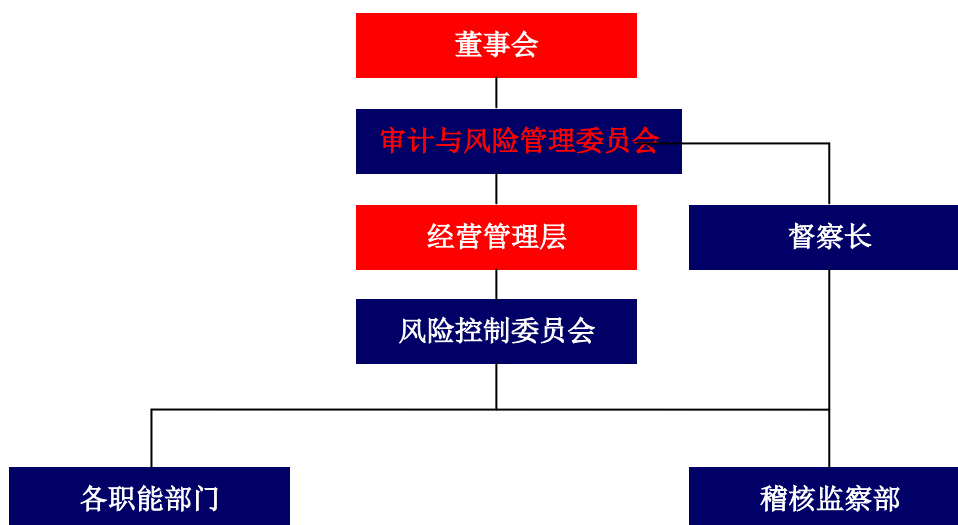 董事会
审计与风险管理委员会
经营管理层
督察长
风险控制委员会
各职能部门
稽核监察部